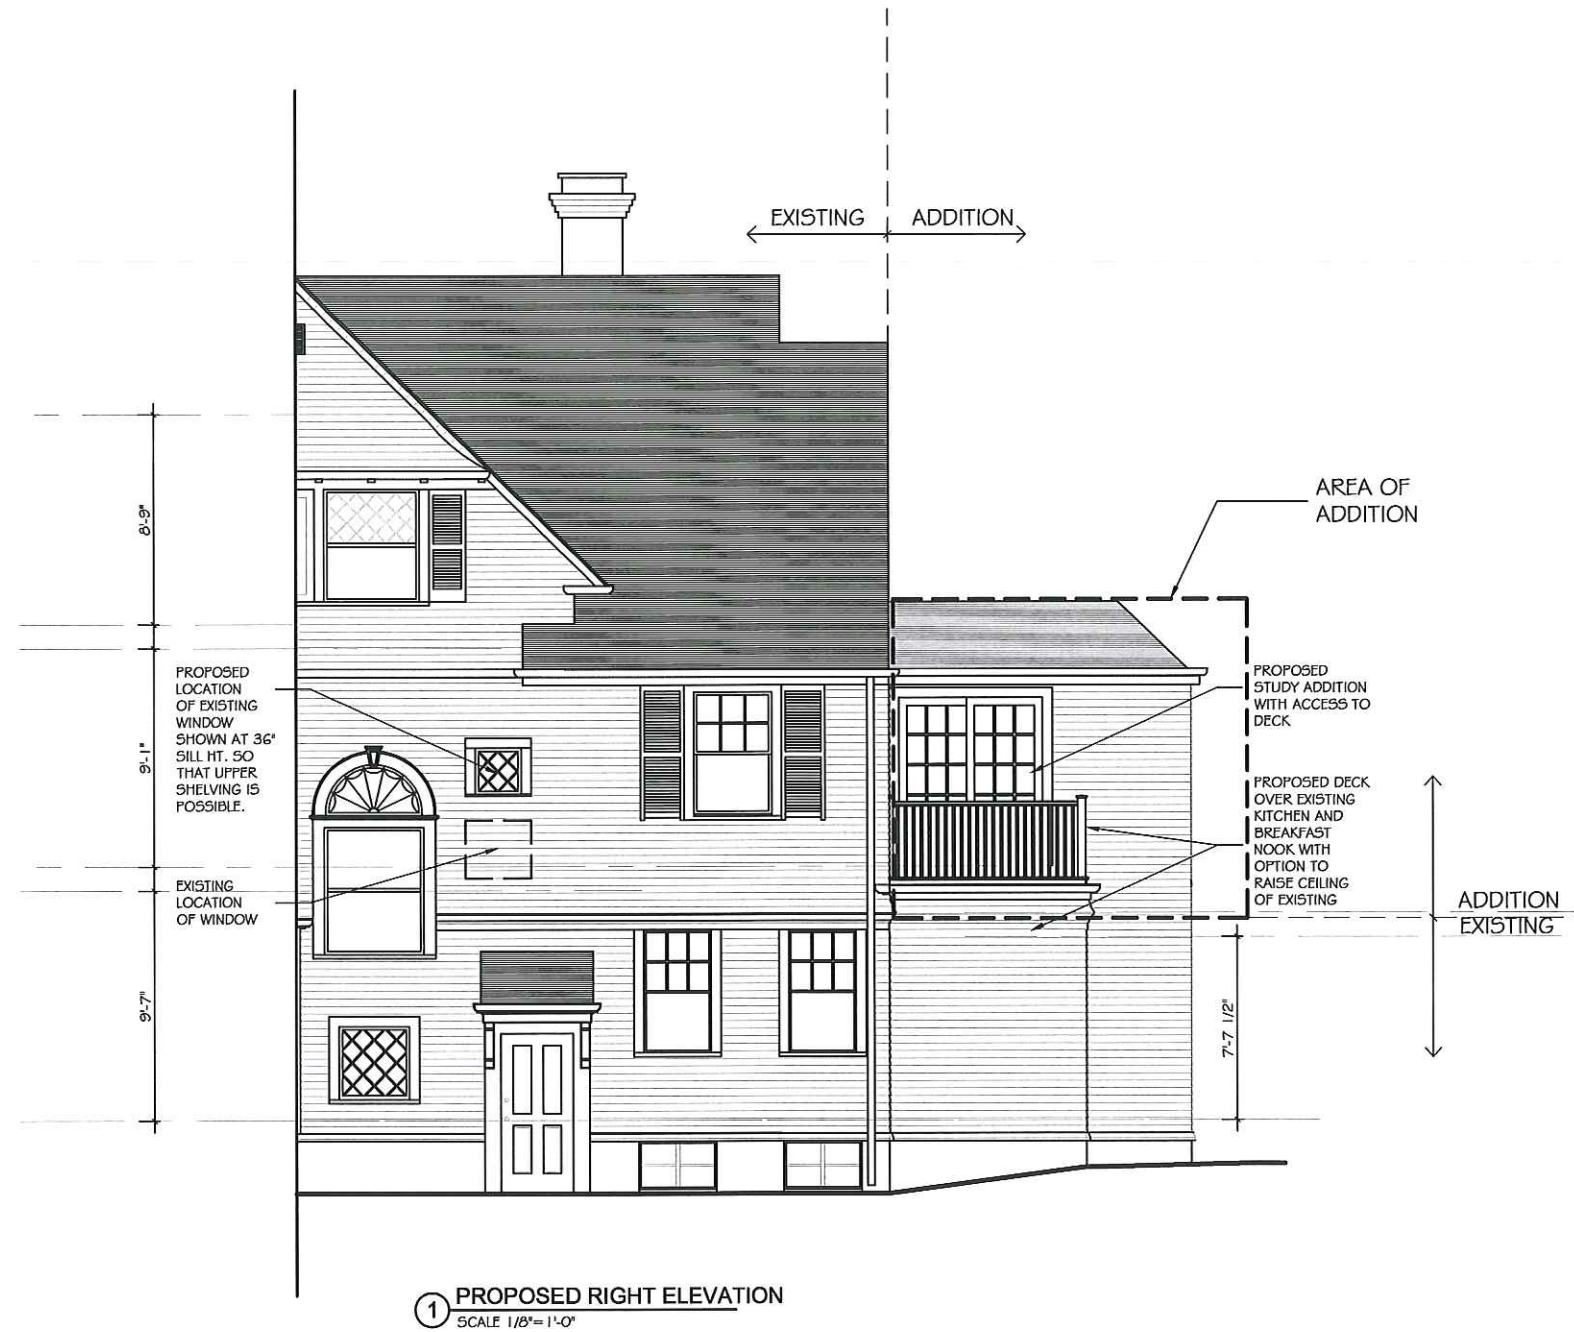 EXISTING
ADDITION
AREA OF
ADDITION
8'-9"
PROPOSED
LOCATION
OF EXISTING
WINDOW
SHOWN AT 36"
SILL HT. SO
THAT UPPER
SHELVING IS
POSSIBLE.
9'-1"
PROPOSED
STUDY ADDITION
WITH ACCESS TO
DECK
PROPOSED DECK
OVER EXISTING
KITCHEN AND
BREAKFAST
NOOK WITH
OPTION TO
RAISE CEILING
OF EXISTING
EXISTING
LOCATION
OF WINDOW
ADDITION
EXISTING
9'-7"
7'-7 1/2"
1 PROPOSED RIGHT ELEVATION
SCALE 1/8"=1'-0"